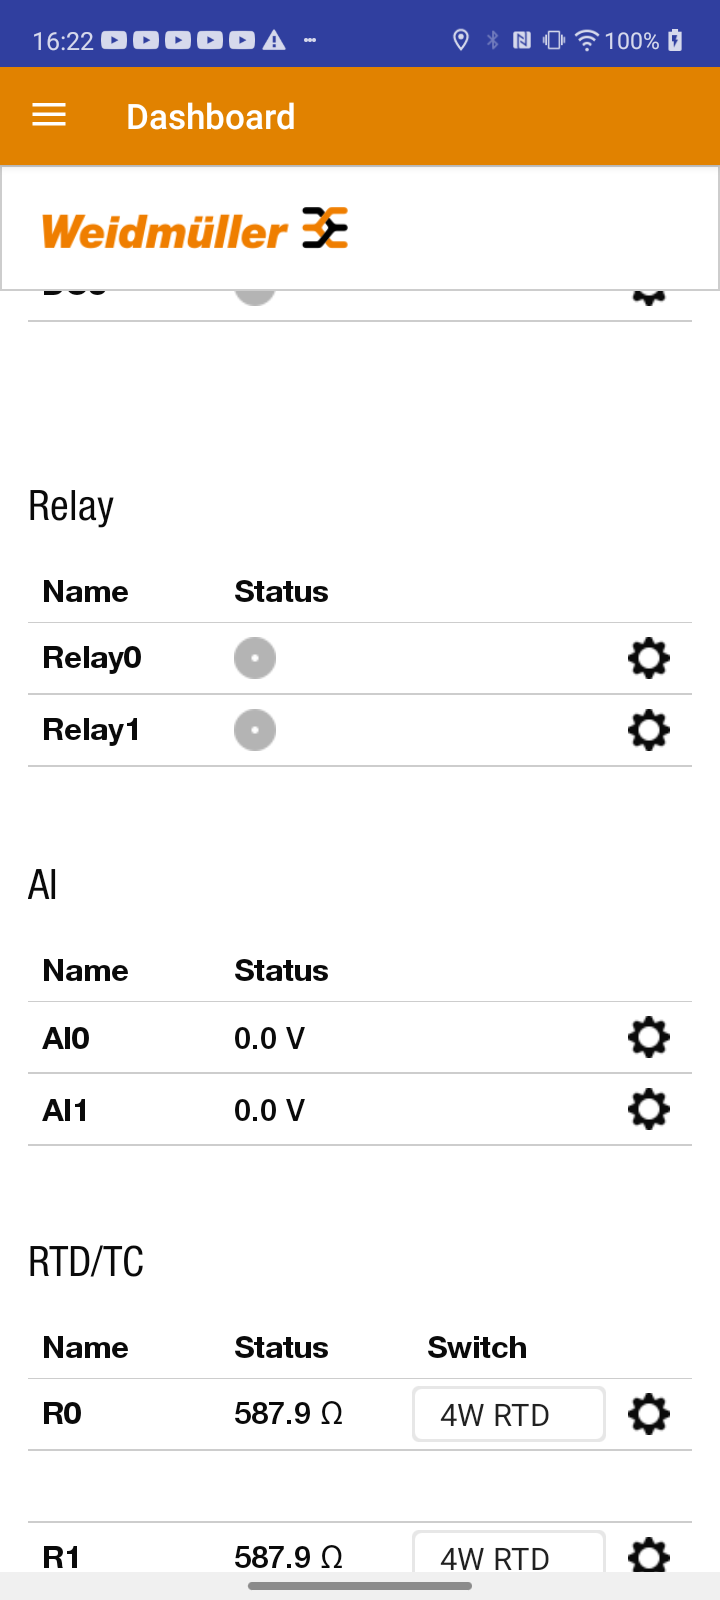 16:22 100%
Dashboard
Weidmüller
Relay
Name Status
Relay0
Relay1
AI
Name Status
AI0 0.0 V
AI1 0.0 V
RTD/TC
Name Status Switch
R0 587.9 Ω 4W RTD
R1 587.9 Ω 4W RTD